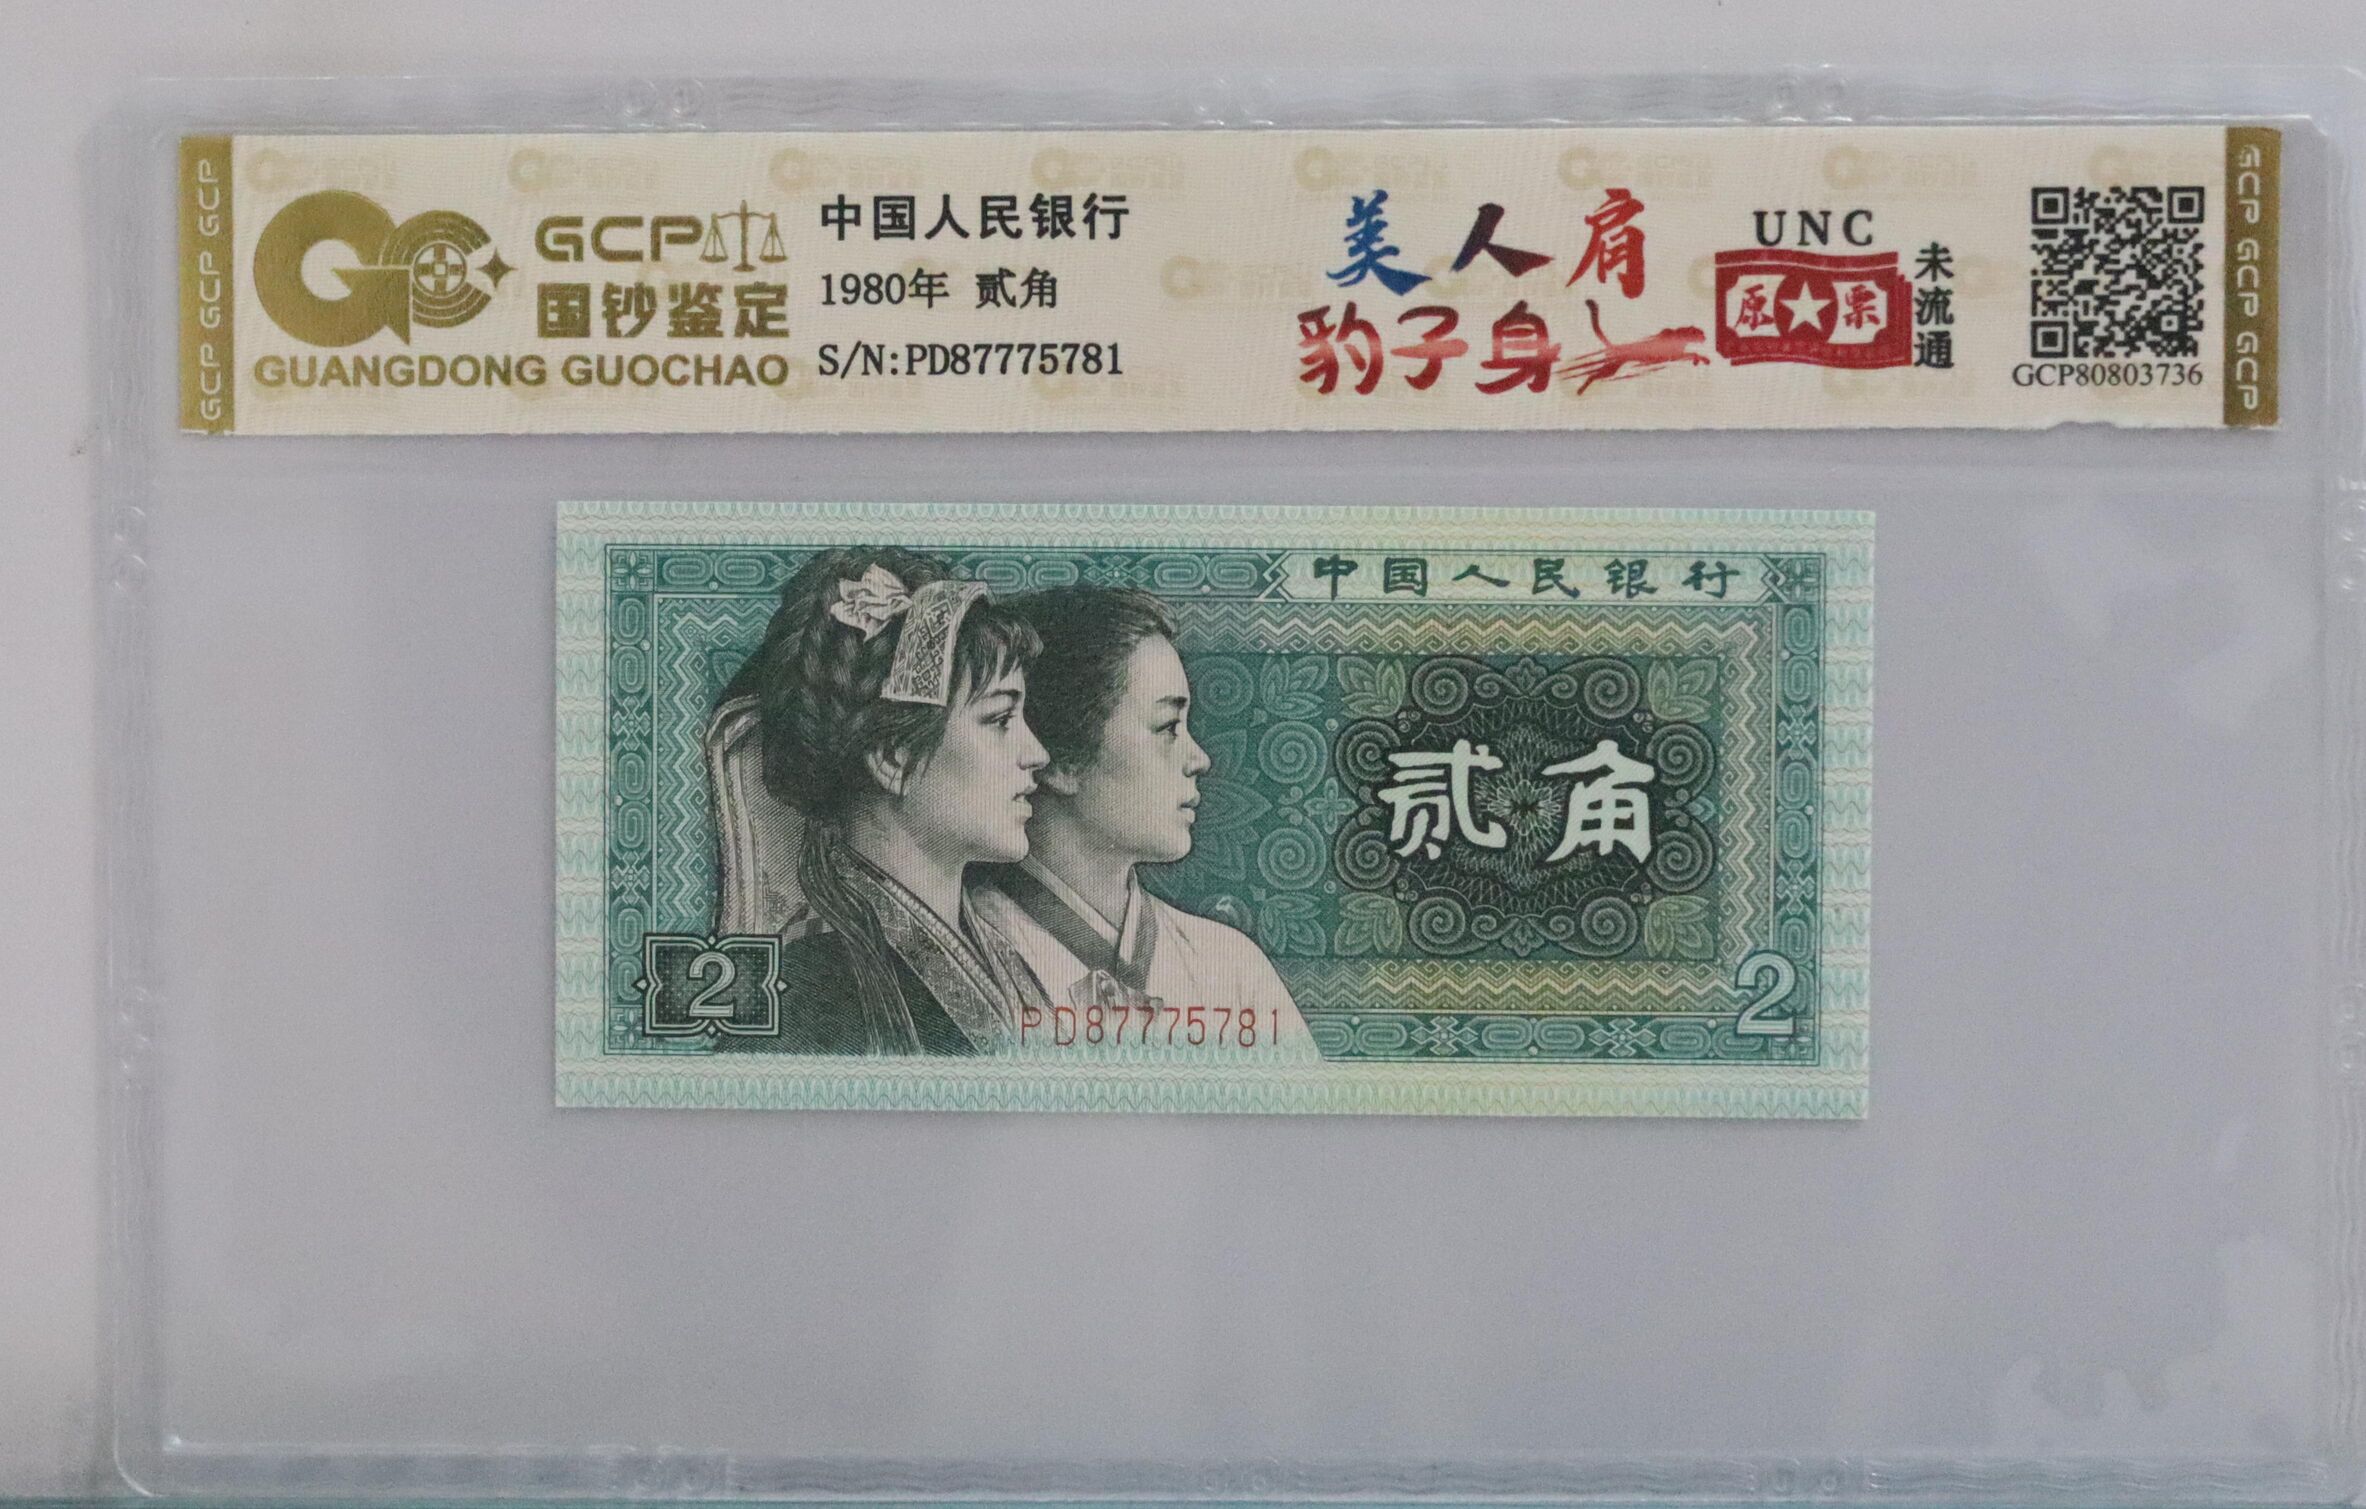 GCP GCP GCP
GCP
国钞鉴定
GUANGDONG GUOCHAO
中国人民银行
1980年 贰角
S/N:PD87775781
美人肩
豹子身
UNC
原票
未流通
GCP80803736
GCP GCP GCP
中国人民银行
贰角
2
PD87775781
2